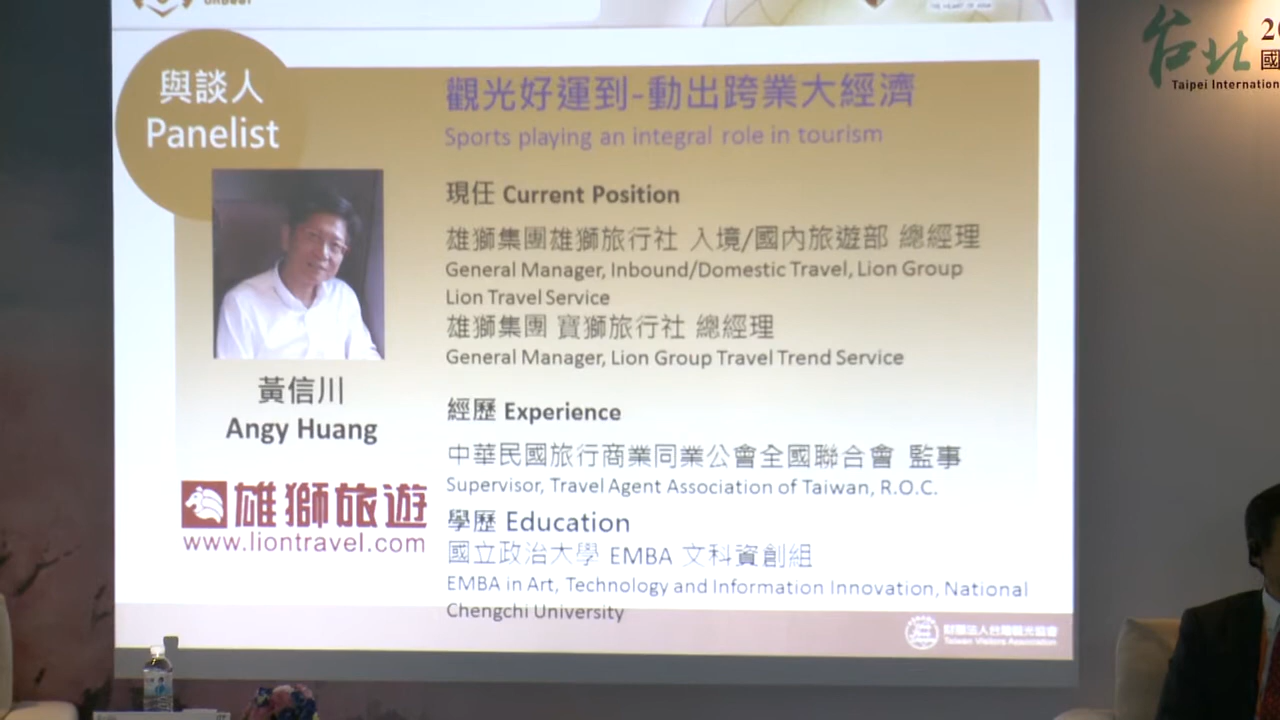 與談人
Panelist
觀光好運到-動出跨業大經濟
Sports playing an integral role in tourism
現任 Current Position
雄獅集團雄獅旅行社 入境/國內旅遊部 總經理
General Manager, Inbound/Domestic Travel, Lion Group
Lion Travel Service
雄獅集團 寶獅旅行社 總經理
General Manager, Lion Group Travel Trend Service
黃信川
Angy Huang
經歷 Experience
中華民國旅行商業同業公會全國聯合會 監事
Supervisor, Travel Agent Association of Taiwan, R.O.C.
學歷 Education
國立政治大學 EMBA 文科資創組
EMBA in Art, Technology and Information Innovation, National
Chengchi University
雄獅旅遊
www.liontravel.com
財團法人台灣觀光協會
Taiwan Visitors Association
台北
Taipei Internation